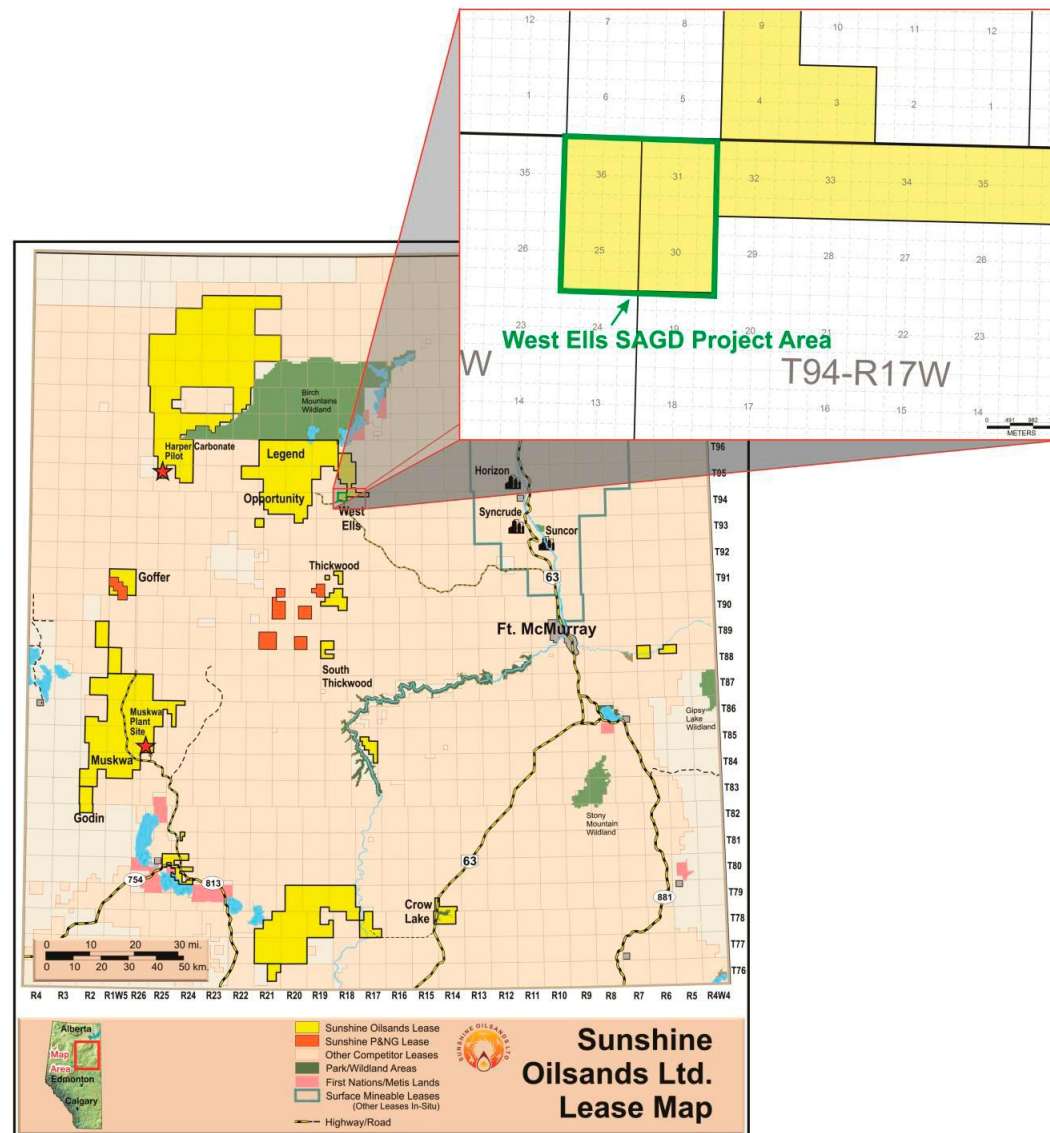 12 7 8 9 10 11 12
1 6 5 4 3 2 1
35 36 31 32 33 34 35
26 25 30 29 28 27 26
23 24 19 20 21 22 23
West Ells SAGD Project Area
W
T94-R17W
14 13 18 17 16 15 14
METERS
Birch
Mountains
Wildland
Harper Carbonate
Pilot
Legend
Opportunity
West
Ells
Horizon
Syncrude
Suncor
63
Goffer
Thickwood
South
Thickwood
Ft. McMurray
Muskwa
Plant
Site
Muskwa
Godin
Gipsy
Lake
Wildland
Stony
Mountain
Wildland
63
754
813
881
Crow
Lake
T96
T95
T94
T93
T92
T91
T90
T89
T88
T87
T86
T85
T84
T83
T82
T81
T80
T79
T78
T77
T76
0 10 20 30 mi.
0 10 20 30 40 50 km.
R4 R3 R2 R1W5 R26 R25 R24 R23 R22 R21 R20 R19 R18 R17 R16 R15 R14 R13 R12 R11 R10 R9 R8 R7 R6 R5 R4W4
Alberta
Map
Area
Edmonton
Calgary
Sunshine Oilsands Lease
Sunshine P&NG Lease
Other Competitor Leases
Park/Wildland Areas
First Nations/Metis Lands
Surface Mineable Leases
(Other Leases In-Situ)
Highway/Road
SUNSHINE OILSANDS LTD
Sunshine
Oilsands Ltd.
Lease Map